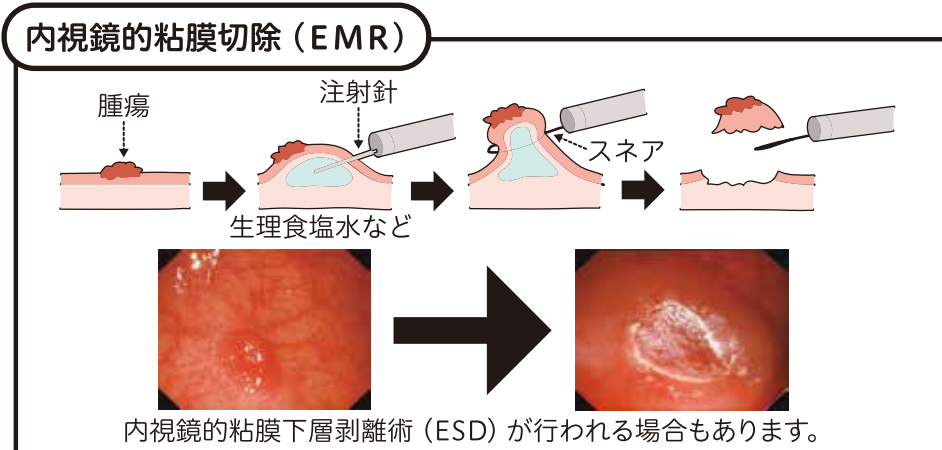 内視鏡的粘膜切除（EMR）
腫瘍
注射針
スネア
生理食塩水など
内視鏡的粘膜下層剥離術（ESD）が行われる場合もあります。